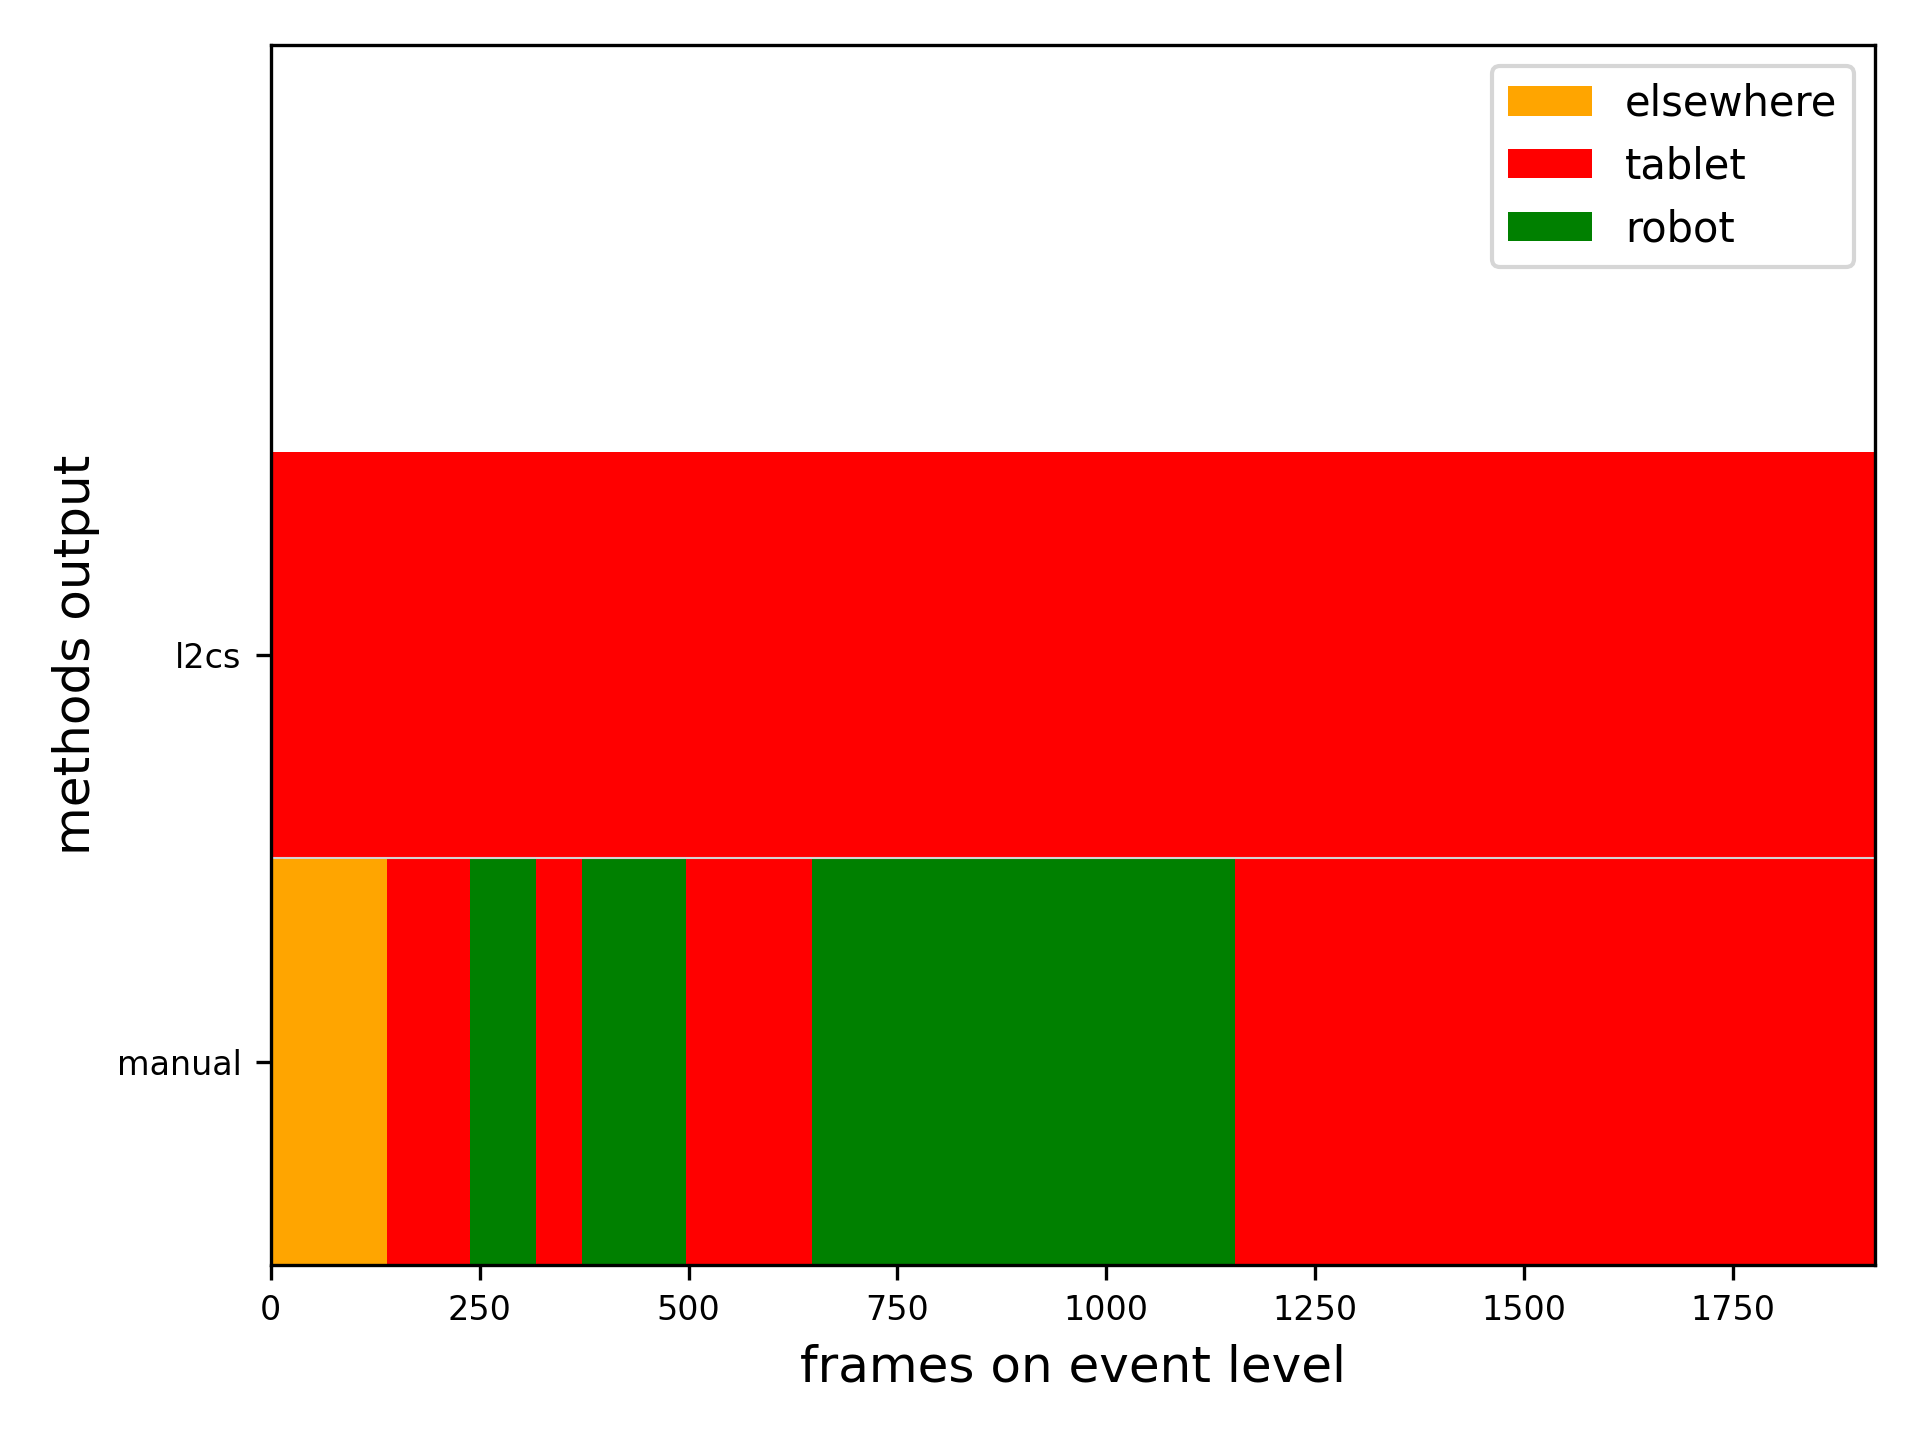 elsewhere
tablet
robot
methods output
l2cs
manual
0 250 500 750 1000 1250 1500 1750
frames on event level